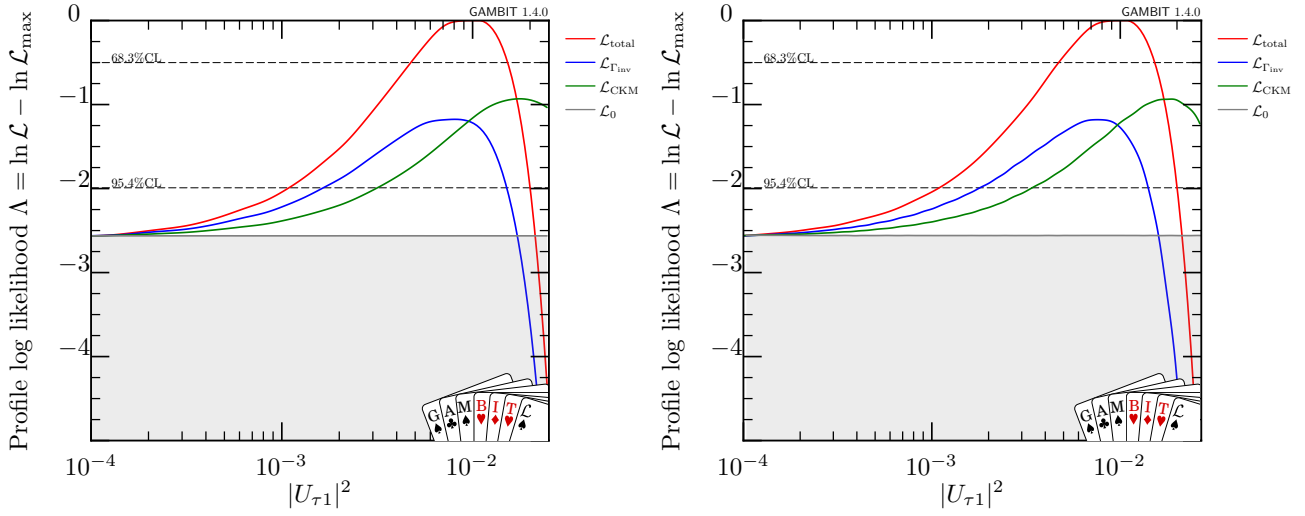 GAMBIT 1.4.0
Profile log likelihood Λ = ln ℒ − ln ℒmax
0
−1
−2
−3
−4
68.3%CL
95.4%CL
ℒtotal
ℒΓinv
ℒCKM
ℒ0
G A M B I T ℒ
10⁻⁴ 10⁻³ 10⁻²
|Uτ1|²
GAMBIT 1.4.0
Profile log likelihood Λ = ln ℒ − ln ℒmax
0
−1
−2
−3
−4
68.3%CL
95.4%CL
ℒtotal
ℒΓinv
ℒCKM
ℒ0
G A M B I T ℒ
10⁻⁴ 10⁻³ 10⁻²
|Uτ1|²